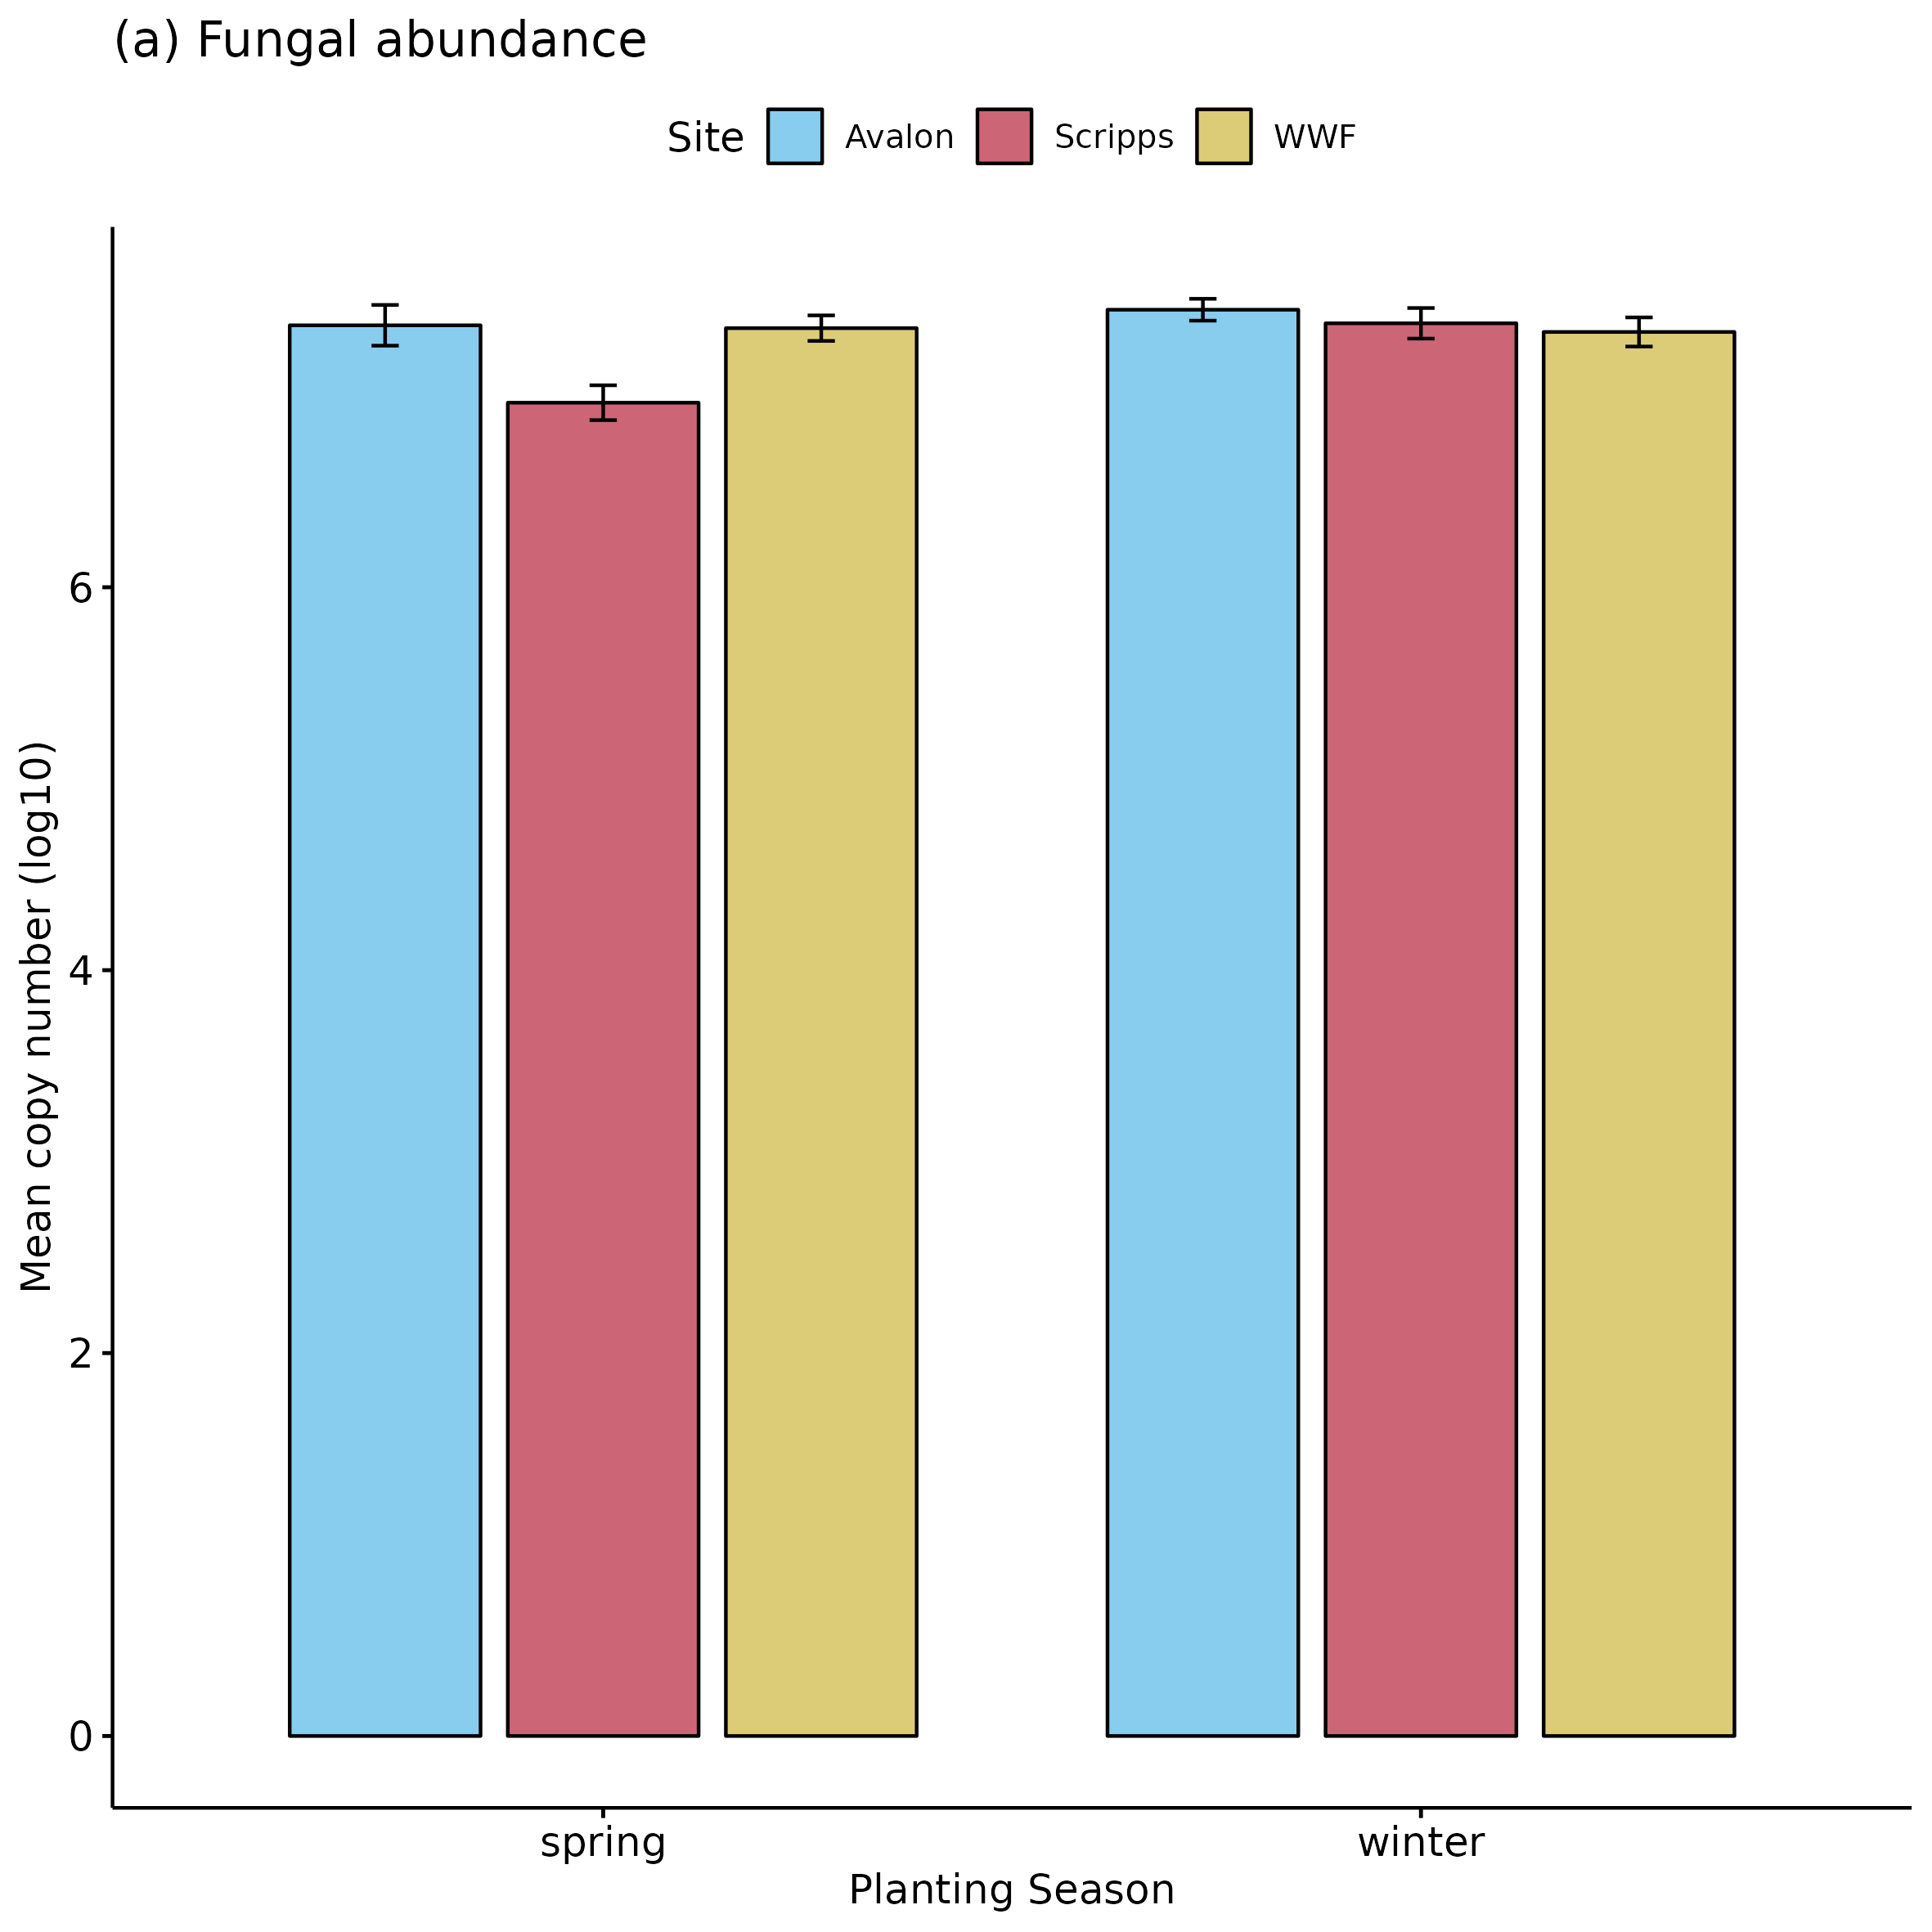 (a) Fungal abundance
Site Avalon Scripps WWF
Mean copy number (log10)
6
4
2
0
spring winter
Planting Season